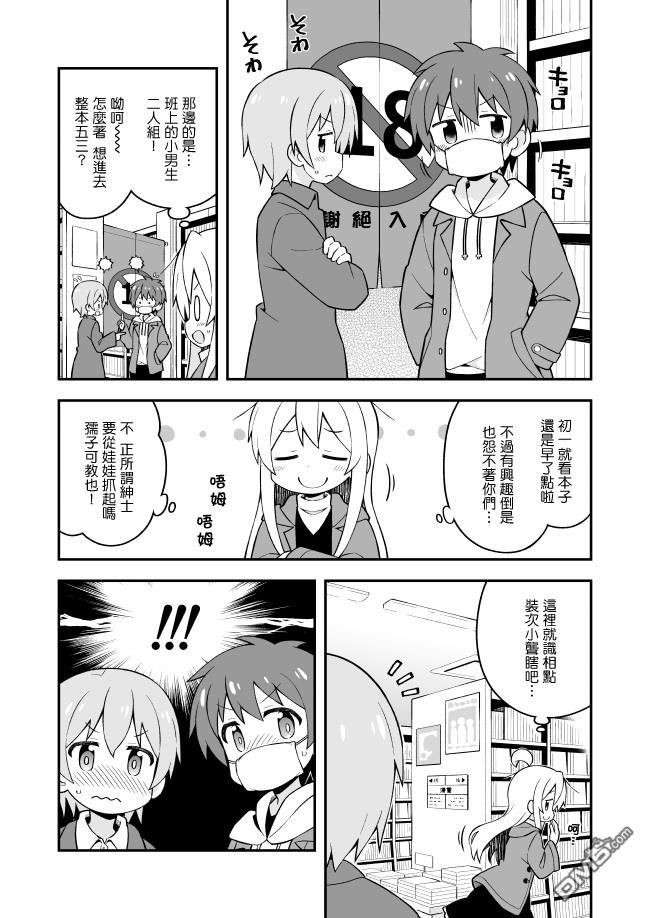 そわ
そわ
キョロ
キョロ
18
謝絕入
那邊的是…
班上的小男生
二人組！
呦呵～～
怎麼著 想進去
整本五三？
初一就看本子
還是早了點啦
不過有興趣倒是
也怨不著你們…
唔姆
唔姆
不 正所謂紳士
要從娃娃抓起嗎
孺子可教也！
這裡就識相點
裝次小聾瞎吧…
呵…
!!!
DM5.com